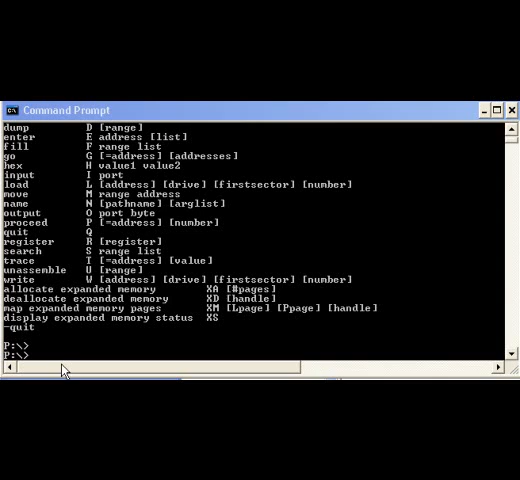 Command Prompt
dump D [range]
enter E address [list]
fill F range list
go G [=address] [addresses]
hex H value1 value2
input I port
load L [address] [drive] [firstsector] [number]
move M range address
name N [pathname] [arglist]
output O port byte
proceed P [=address] [number]
quit Q
register R [register]
search S range list
trace T [=address] [value]
unassemble U [range]
write W [address] [drive] [firstsector] [number]
allocate expanded memory XA [#pages]
deallocate expanded memory XD [handle]
map expanded memory pages XM [Lpage] [Ppage] [handle]
display expanded memory status XS
-quit
P:\>
P:\>